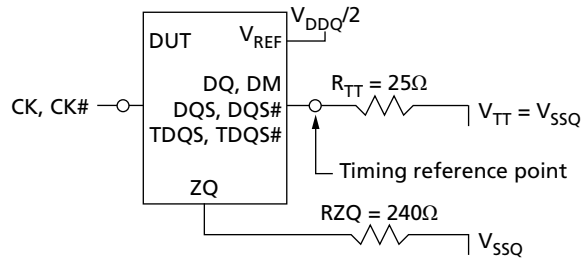 V_DDQ/2
DUT
V_REF
DQ, DM
R_TT = 25Ω
CK, CK#
DQS, DQS#
V_TT = V_SSQ
TDQS, TDQS#
Timing reference point
ZQ
RZQ = 240Ω
V_SSQ